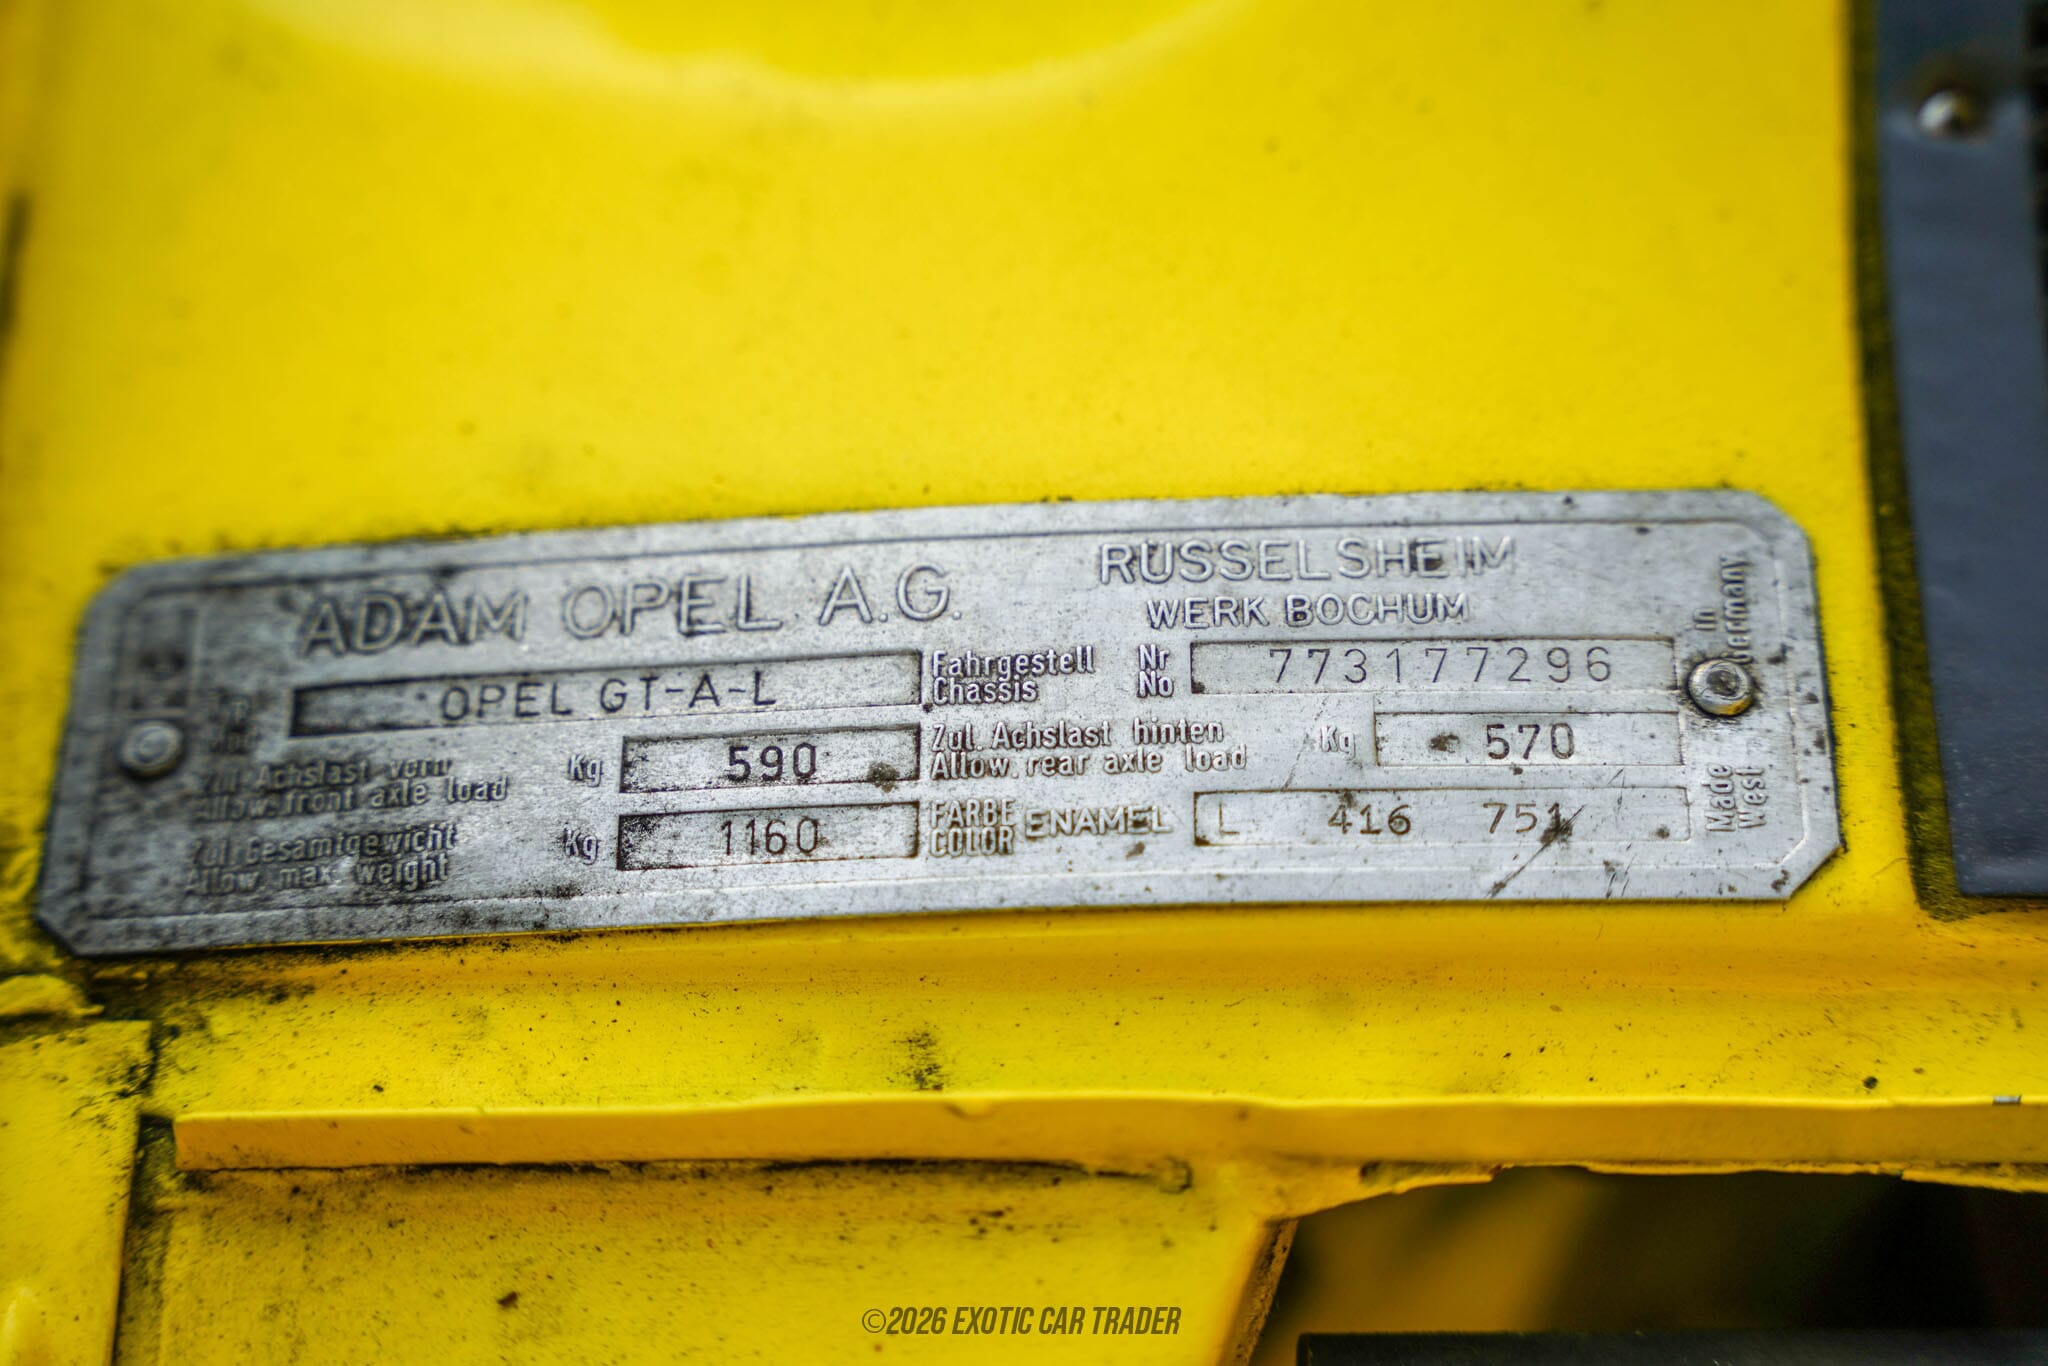 ADAM OPEL A.G.
RÜSSELSHEIM
WERK BOCHUM
Typ
OPEL GT-A-L
Fahrgestell Nr
Chassis No
773177296
Zul. Achslast vorn
Allow. front axle load
Kg 590
Zul. Achslast hinten
Allow. rear axle load
Kg 570
Zul. Gesamtgewicht
Allow. max. weight
Kg 1160
FARBE
COLOR
ENAMEL
L 416 751
Made in
West Germany
©2026 EXOTIC CAR TRADER